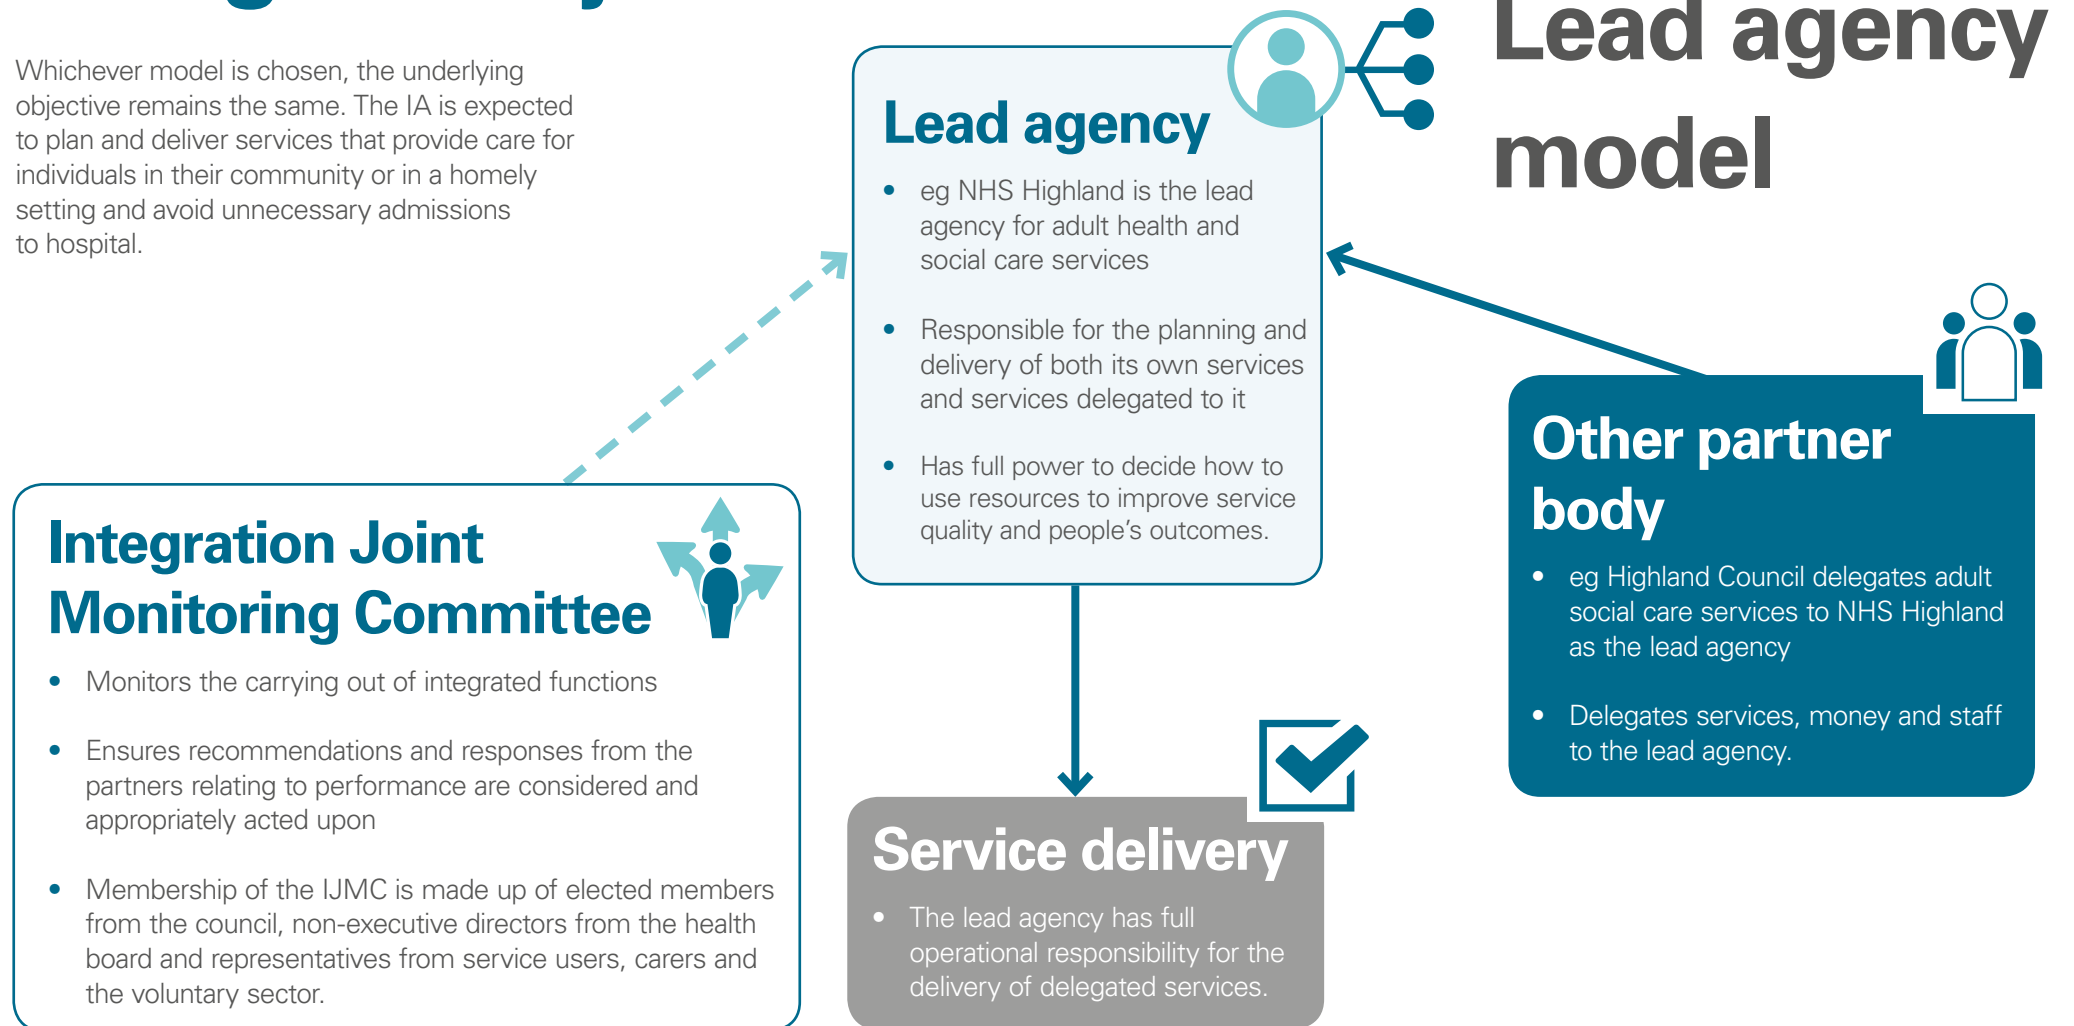 Lead agency
model
Whichever model is chosen, the underlying
objective remains the same. The IA is expected
to plan and deliver services that provide care for
individuals in their community or in a homely
setting and avoid unnecessary admissions
to hospital.
Lead agency
• eg NHS Highland is the lead
agency for adult health and
social care services
• Responsible for the planning and
delivery of both its own services
and services delegated to it
• Has full power to decide how to
use resources to improve service
quality and people's outcomes.
Other partner
body
• eg Highland Council delegates adult
social care services to NHS Highland
as the lead agency
• Delegates services, money and staff
to the lead agency.
Integration Joint
Monitoring Committee
• Monitors the carrying out of integrated functions
• Ensures recommendations and responses from the
partners relating to performance are considered and
appropriately acted upon
• Membership of the IJMC is made up of elected members
from the council, non-executive directors from the health
board and representatives from service users, carers and
the voluntary sector.
Service delivery
• The lead agency has full
operational responsibility for the
delivery of delegated services.